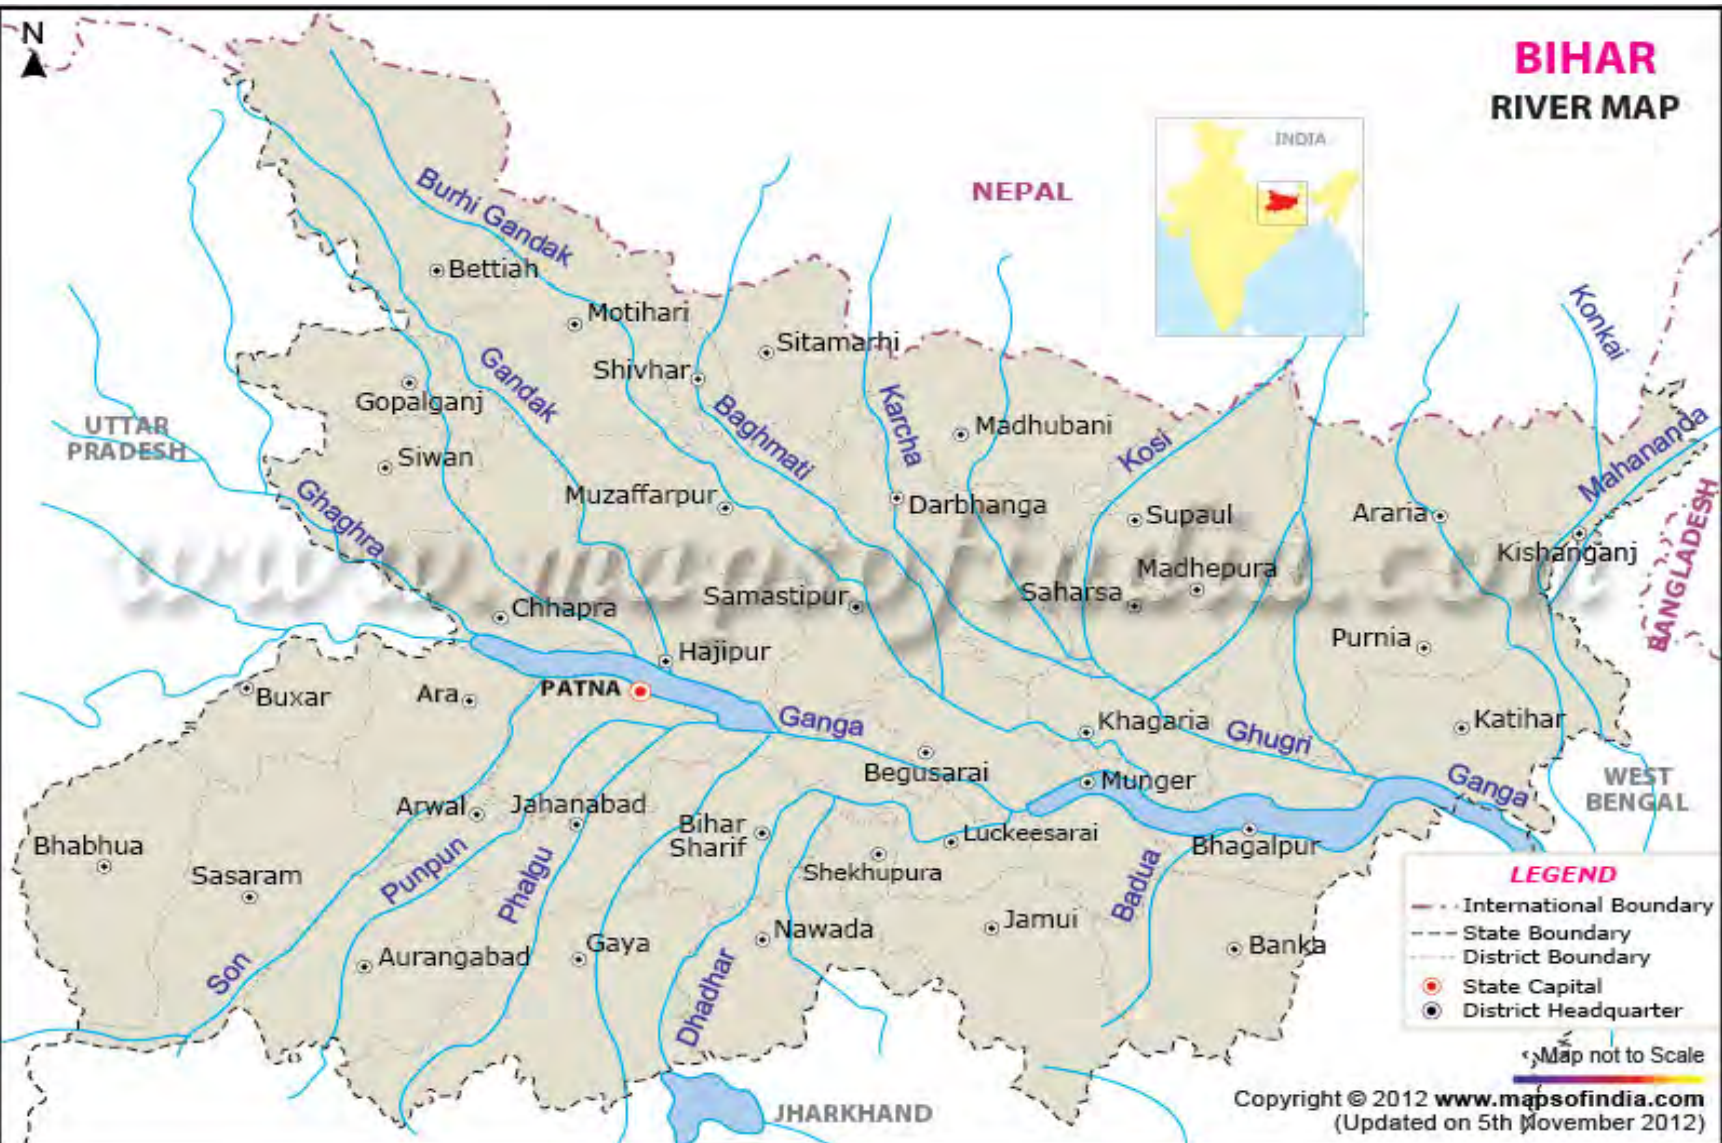 N
BIHAR
RIVER MAP
INDIA
NEPAL
Burhi Gandak
Bettiah
Konkai
Motihari
Sitamarhi
Shivhar
Gandak
Gopalganj
Karcha
Baghmati
Madhubani
Kosi
Mahananda
UTTAR
PRADESH
Siwan
Ghaghra
Muzaffarpur
Darbhanga
Supaul
Araria
BANGLADESH
Kishanganj
www.mapsofindia.com
Madhepura
Chhapra
Samastipur
Saharsa
Purnia
Hajipur
PATNA
Buxar
Ara
Ganga
Khagaria
Ghugri
Katihar
Begusarai
Munger
Ganga
WEST
BENGAL
Arwal
Jahanabad
Bihar
Sharif
Luckeesarai
Bhagalpur
Bhabhua
Sasaram
Punpun
Phalgu
Shekhupura
Badua
Son
Aurangabad
Gaya
Dhadhar
Nawada
Jamui
Banka
LEGEND
International Boundary
State Boundary
District Boundary
State Capital
District Headquarter
Map not to Scale
JHARKHAND
Copyright © 2012 www.mapsofindia.com
(Updated on 5th November 2012)